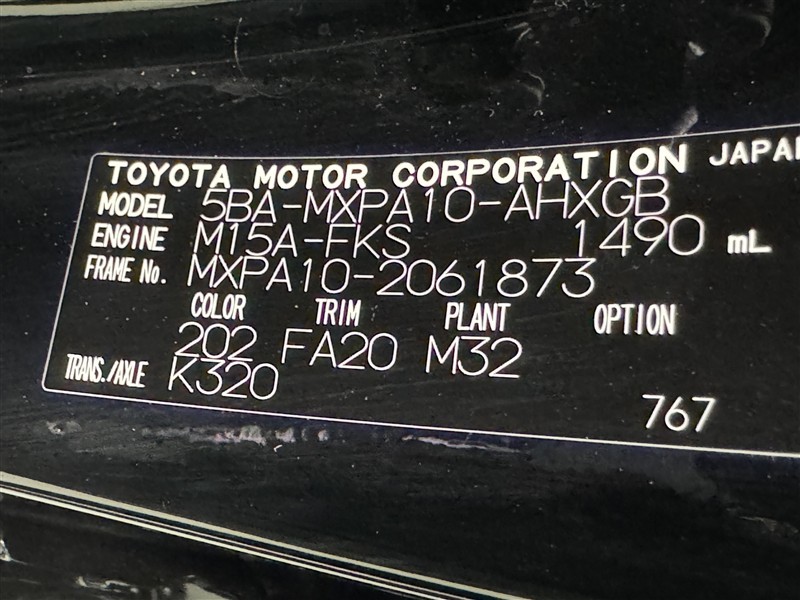 TOYOTA MOTOR CORPORATION JAPAN
MODEL 5BA-MXPA10-AHXGB
ENGINE M15A-FKS 1490 mL
FRAME No. MXPA10-2061873
COLOR TRIM PLANT OPTION
202 FA20 M32
TRANS./AXLE K320
767